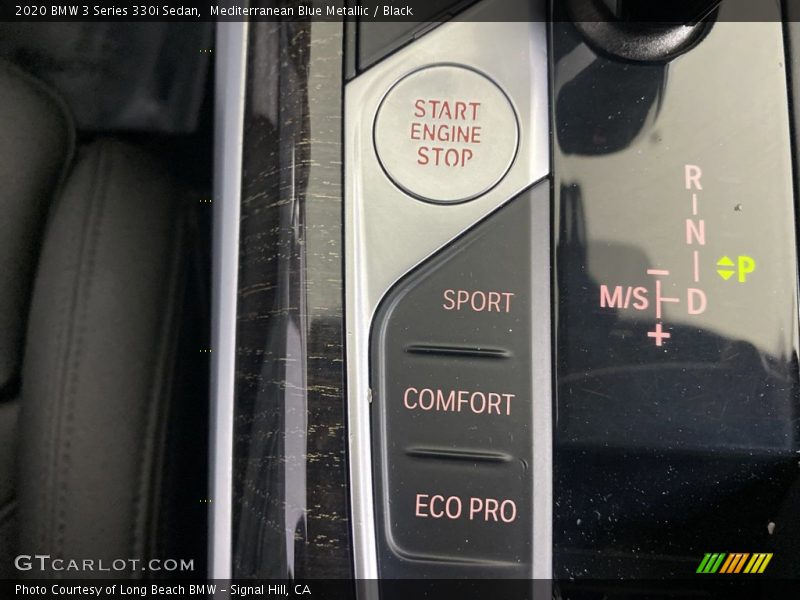 2020 BMW 3 Series 330i Sedan,  Mediterranean Blue Metallic / Black
START
ENGINE
STOP
R
N
P
M/S
D
+
SPORT
COMFORT
ECO PRO
GTCARLOT.COM
Photo Courtesy of Long Beach BMW - Signal Hill, CA